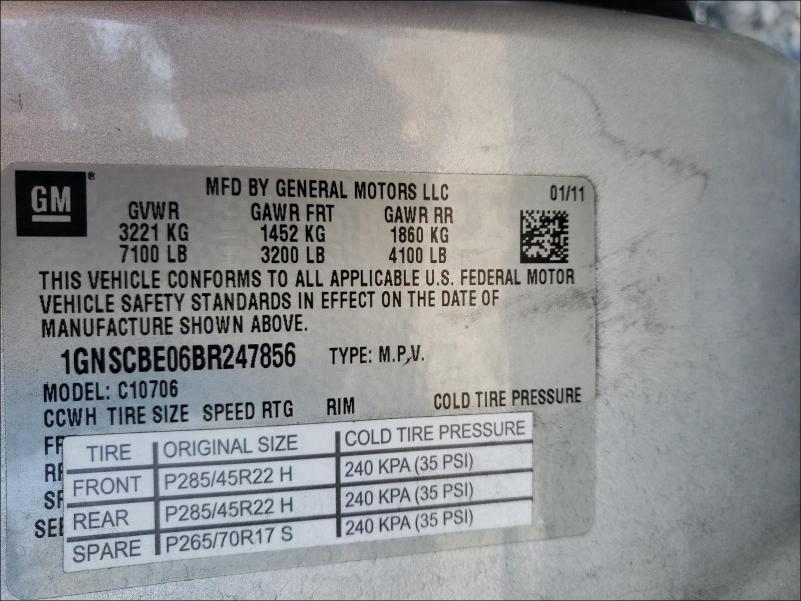 GM ® MFD BY GENERAL MOTORS LLC 01/11
GVWR GAWR FRT GAWR RR
3221 KG 1452 KG 1860 KG
7100 LB 3200 LB 4100 LB
THIS VEHICLE CONFORMS TO ALL APPLICABLE U.S. FEDERAL MOTOR
VEHICLE SAFETY STANDARDS IN EFFECT ON THE DATE OF
MANUFACTURE SHOWN ABOVE.
1GNSCBE06BR247856 TYPE: M.P.V.
MODEL: C10706
CCWH TIRE SIZE SPEED RTG RIM COLD TIRE PRESSURE
TIRE ORIGINAL SIZE COLD TIRE PRESSURE
FRONT P285/45R22 H 240 KPA (35 PSI)
REAR P285/45R22 H 240 KPA (35 PSI)
SPARE P265/70R17 S 240 KPA (35 PSI)